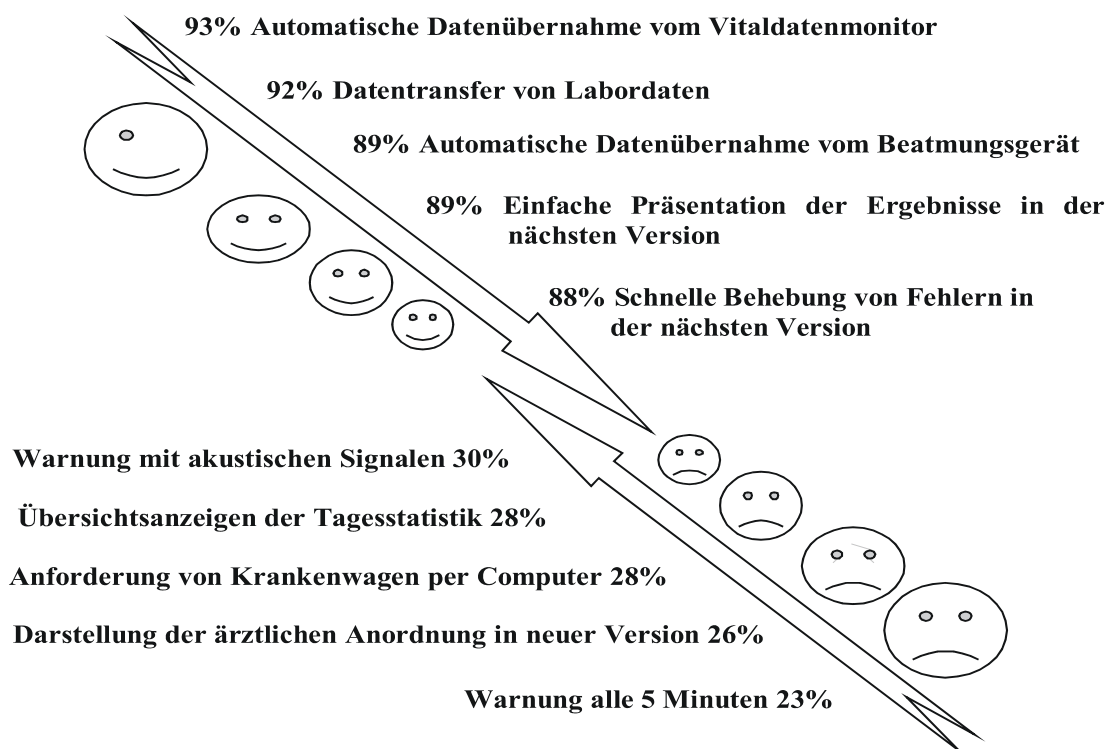 93% Automatische Datenübernahme vom Vitaldatenmonitor
92% Datentransfer von Labordaten
89% Automatische Datenübernahme vom Beatmungsgerät
89% Einfache Präsentation der Ergebnisse in der
nächsten Version
88% Schnelle Behebung von Fehlern in
der nächsten Version
Warnung mit akustischen Signalen 30%
Übersichtsanzeigen der Tagesstatistik 28%
Anforderung von Krankenwagen per Computer 28%
Darstellung der ärztlichen Anordnung in neuer Version 26%
Warnung alle 5 Minuten 23%